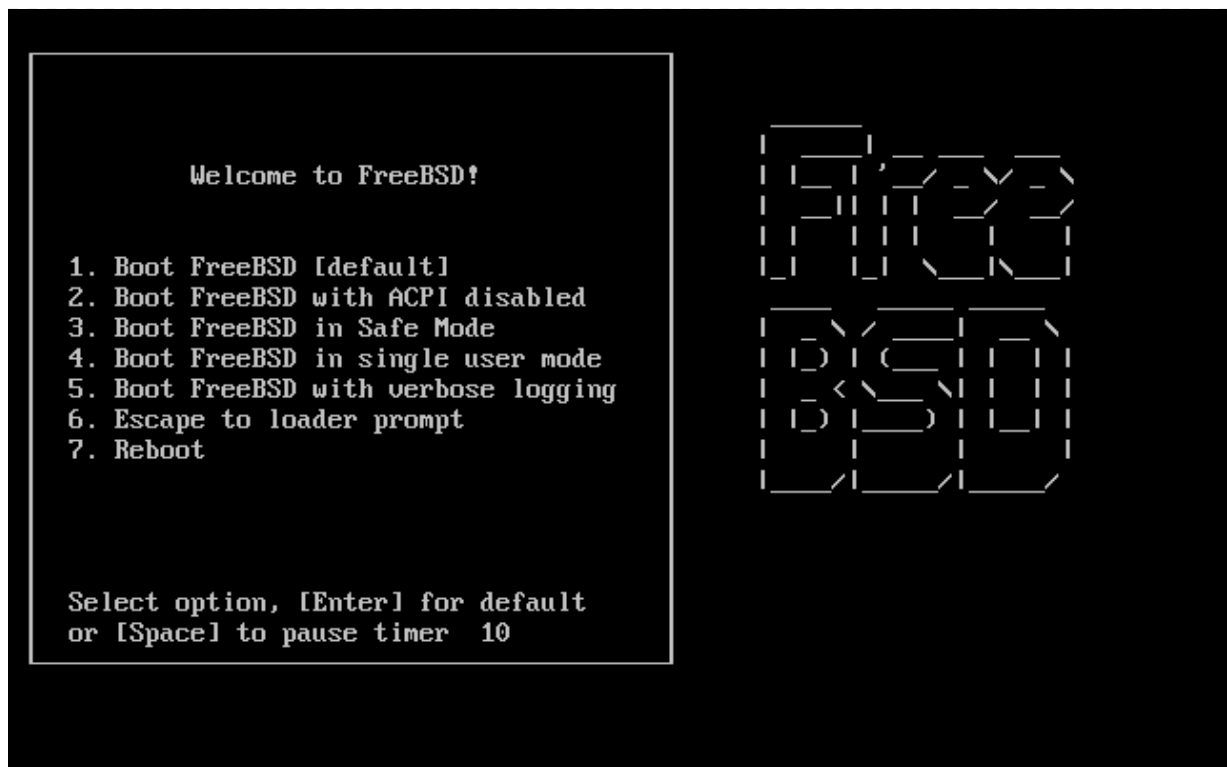 Welcome to FreeBSD!
1. Boot FreeBSD [default]
2. Boot FreeBSD with ACPI disabled
3. Boot FreeBSD in Safe Mode
4. Boot FreeBSD in single user mode
5. Boot FreeBSD with verbose logging
6. Escape to loader prompt
7. Reboot
Select option, [Enter] for default
or [Space] to pause timer  10
Free
BSD